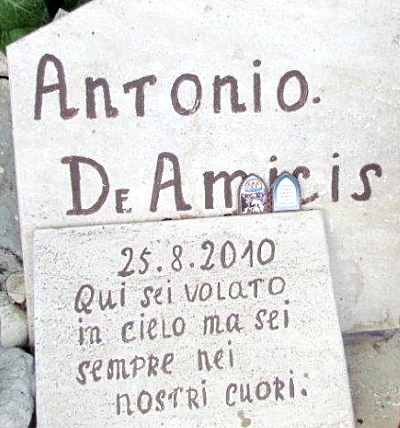 Antonio.
De Amicis
25.8.2010
Qui sei volato
in cielo ma sei
sempre nei
nostri cuori.